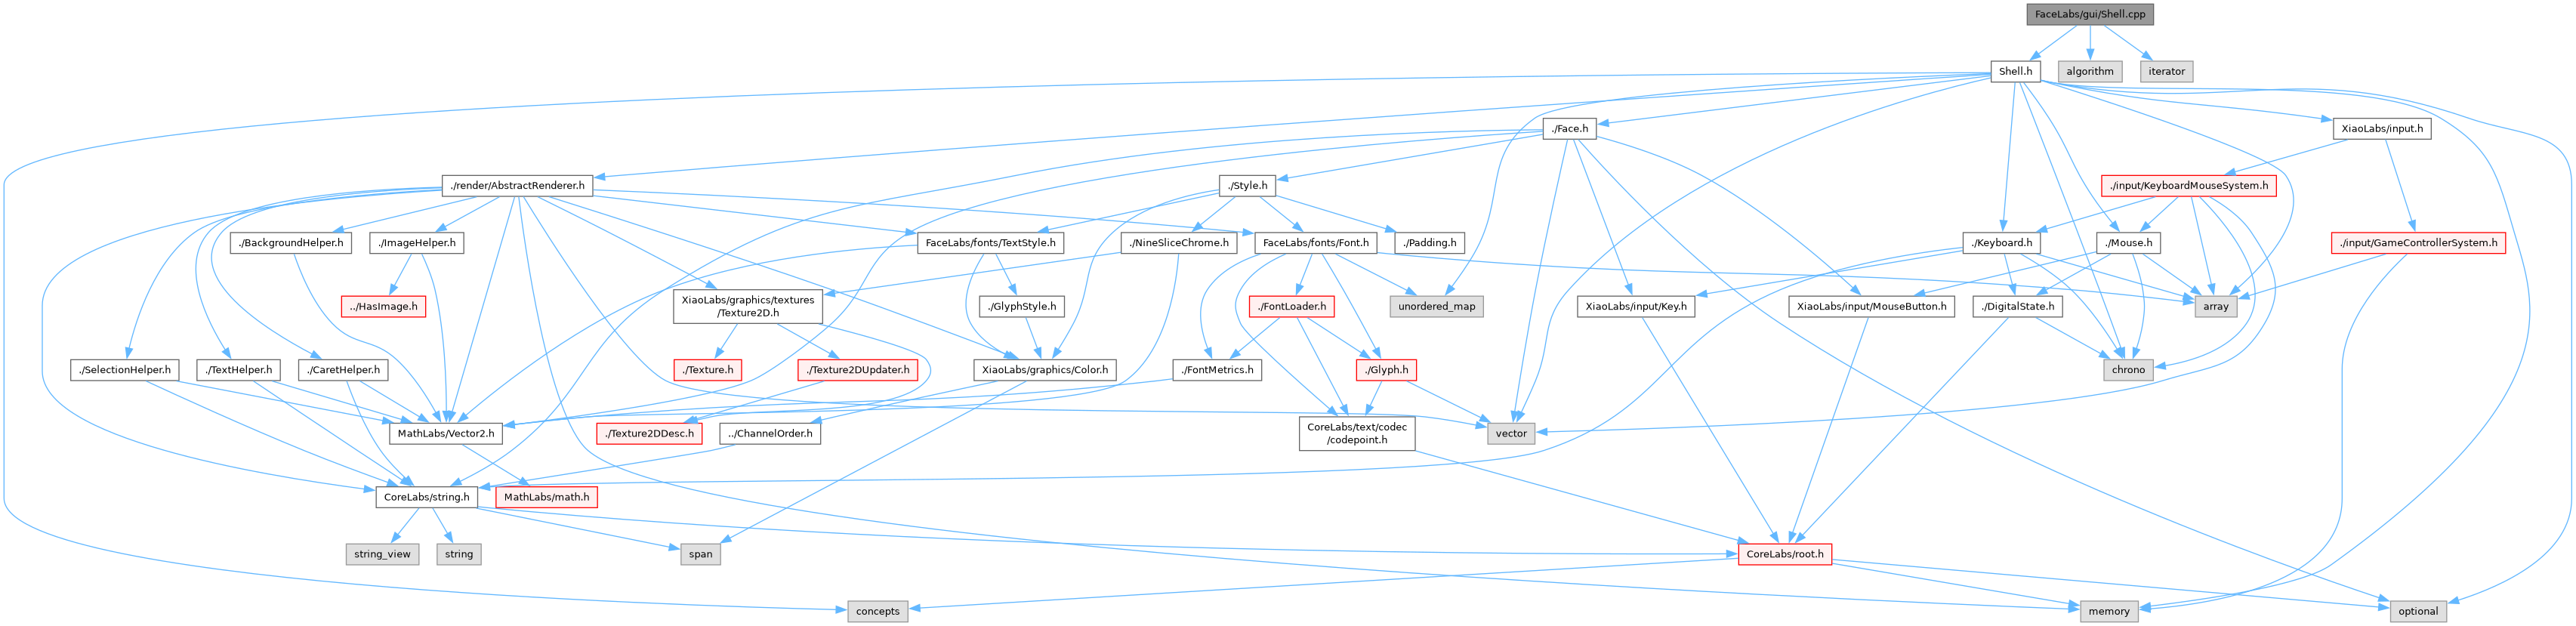 FaceLabs/gui/Shell.cpp
Shell.h
algorithm
iterator
./Face.h
XiaoLabs/input.h
./render/AbstractRenderer.h
./Style.h
./input/KeyboardMouseSystem.h
./BackgroundHelper.h
./ImageHelper.h
FaceLabs/fonts/TextStyle.h
./NineSliceChrome.h
FaceLabs/fonts/Font.h
./Padding.h
./Keyboard.h
./Mouse.h
./input/GameControllerSystem.h
../HasImage.h
XiaoLabs/graphics/textures
/Texture2D.h
./GlyphStyle.h
./FontLoader.h
unordered_map
XiaoLabs/input/Key.h
XiaoLabs/input/MouseButton.h
./DigitalState.h
array
./SelectionHelper.h
./TextHelper.h
./CaretHelper.h
./Texture.h
./Texture2DUpdater.h
XiaoLabs/graphics/Color.h
./FontMetrics.h
./Glyph.h
chrono
MathLabs/Vector2.h
./Texture2DDesc.h
../ChannelOrder.h
CoreLabs/text/codec
/codepoint.h
vector
CoreLabs/string.h
MathLabs/math.h
string_view
string
span
CoreLabs/root.h
concepts
memory
optional